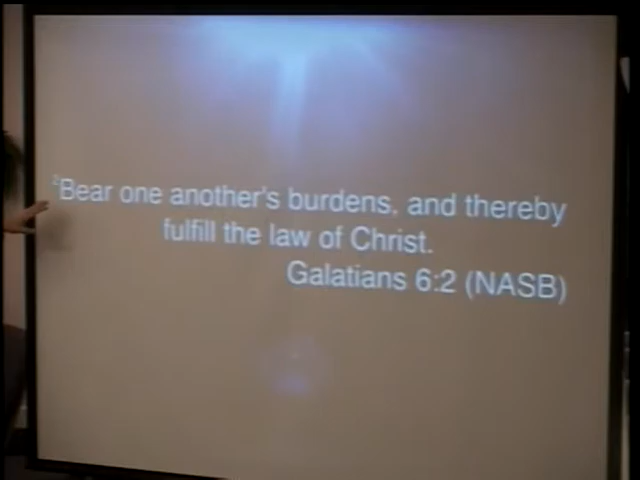 ²Bear one another's burdens, and thereby
fulfill the law of Christ.
Galatians 6:2 (NASB)